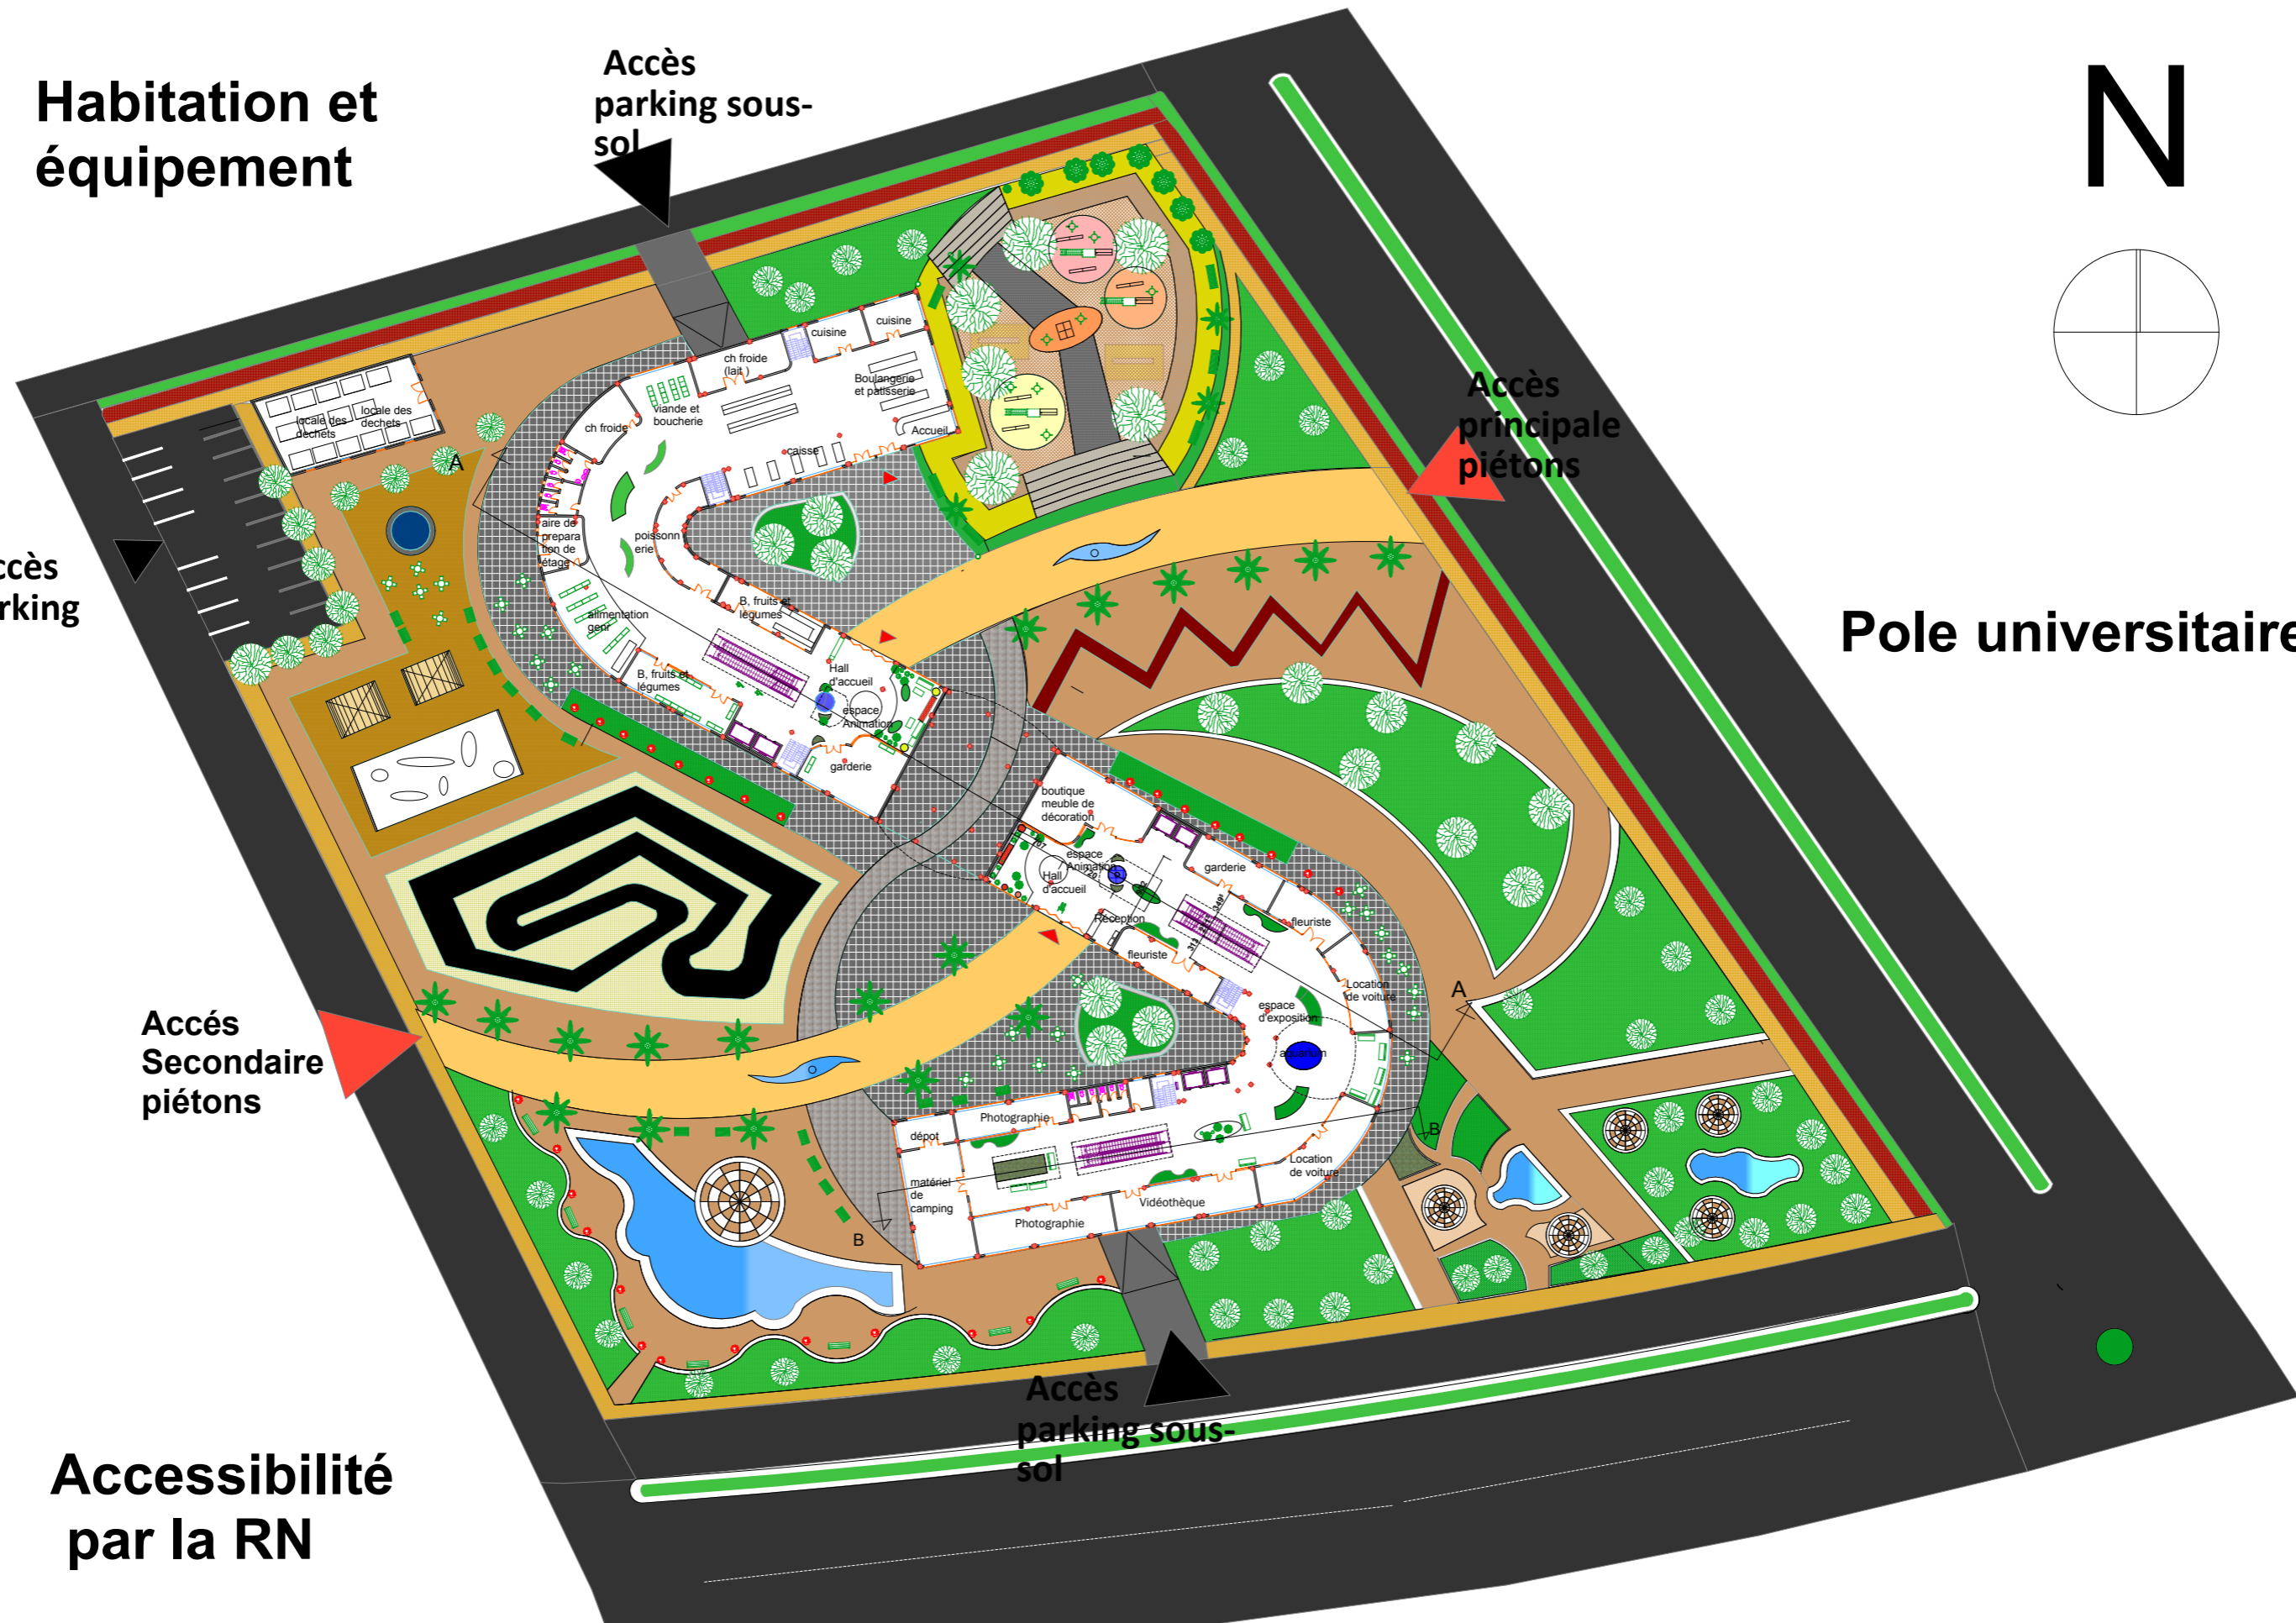 Habitation et
équipement
Accès
parking sous-
sol
N
cuisine
cuisine
ch froide
(lait )
Boulangerie
et patisserie
viande et
boucherie
ch froide
Accueil
caisse
locale des
dechets
locale des
dechets
A
Accès
principale
piétons
aire de
prepara
tion de
étage
poissonn
erie
ccès
rking
B, fruits et
légumes
alimentation
genr
B, fruits et
légumes
Hall
d'accueil
espace
Animation
garderie
Pole universitaire
boutique
meuble de
décoration
espace
Animation
Hall
d'accueil
garderie
Réception
fleuriste
fleuriste
Location
de voiture
A
espace
d'exposition
aquarium
Accés
Secondaire
piétons
Photographie
dépot
B
Location
de voiture
matériel
de
camping
Vidéothèque
Photographie
B
Accès
parking sous-
sol
Accessibilité
par la RN